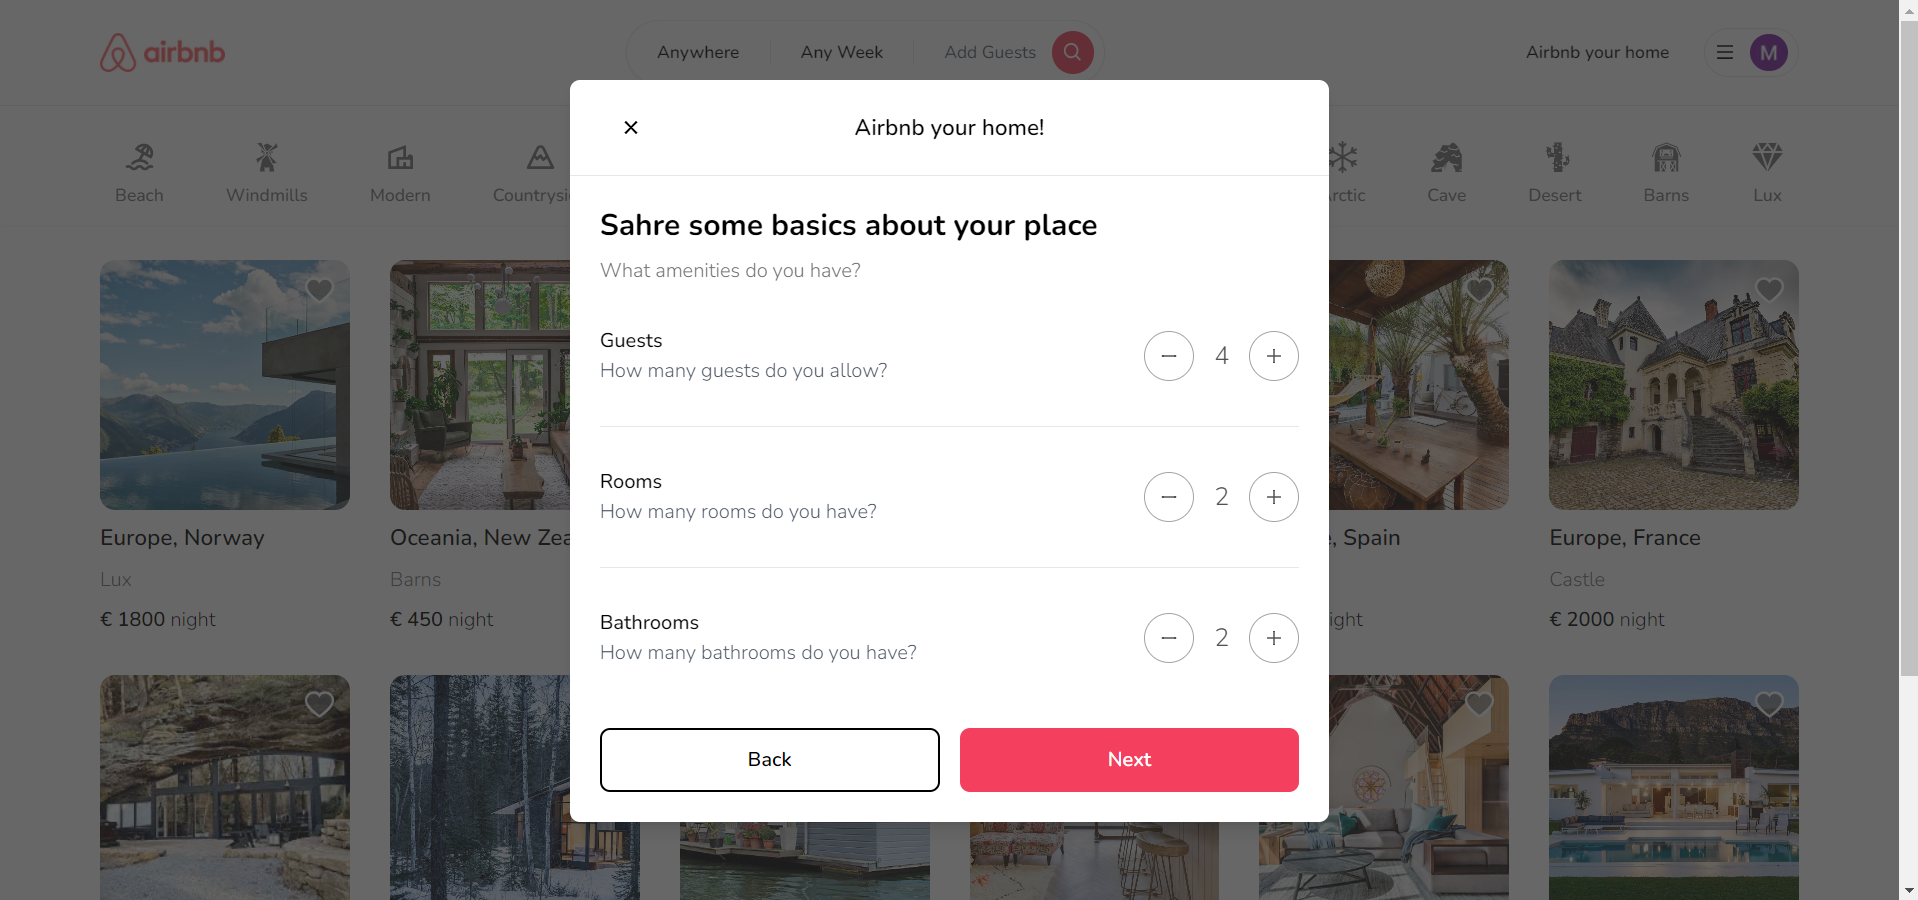 airbnb
Anywhere
Any Week
Add Guests
Airbnb your home
M
Beach
Windmills
Modern
Arctic
Cave
Desert
Barns
Lux
Airbnb your home!
Sahre some basics about your place
What amenities do you have?
Guests
How many guests do you allow?
4
Rooms
How many rooms do you have?
2
Bathrooms
How many bathrooms do you have?
2
Back
Next
Europe, Norway
Lux
€ 1800 night
Oceania, New Zea
Barns
€ 450 night
, Spain
Europe, France
Castle
€ 2000 night